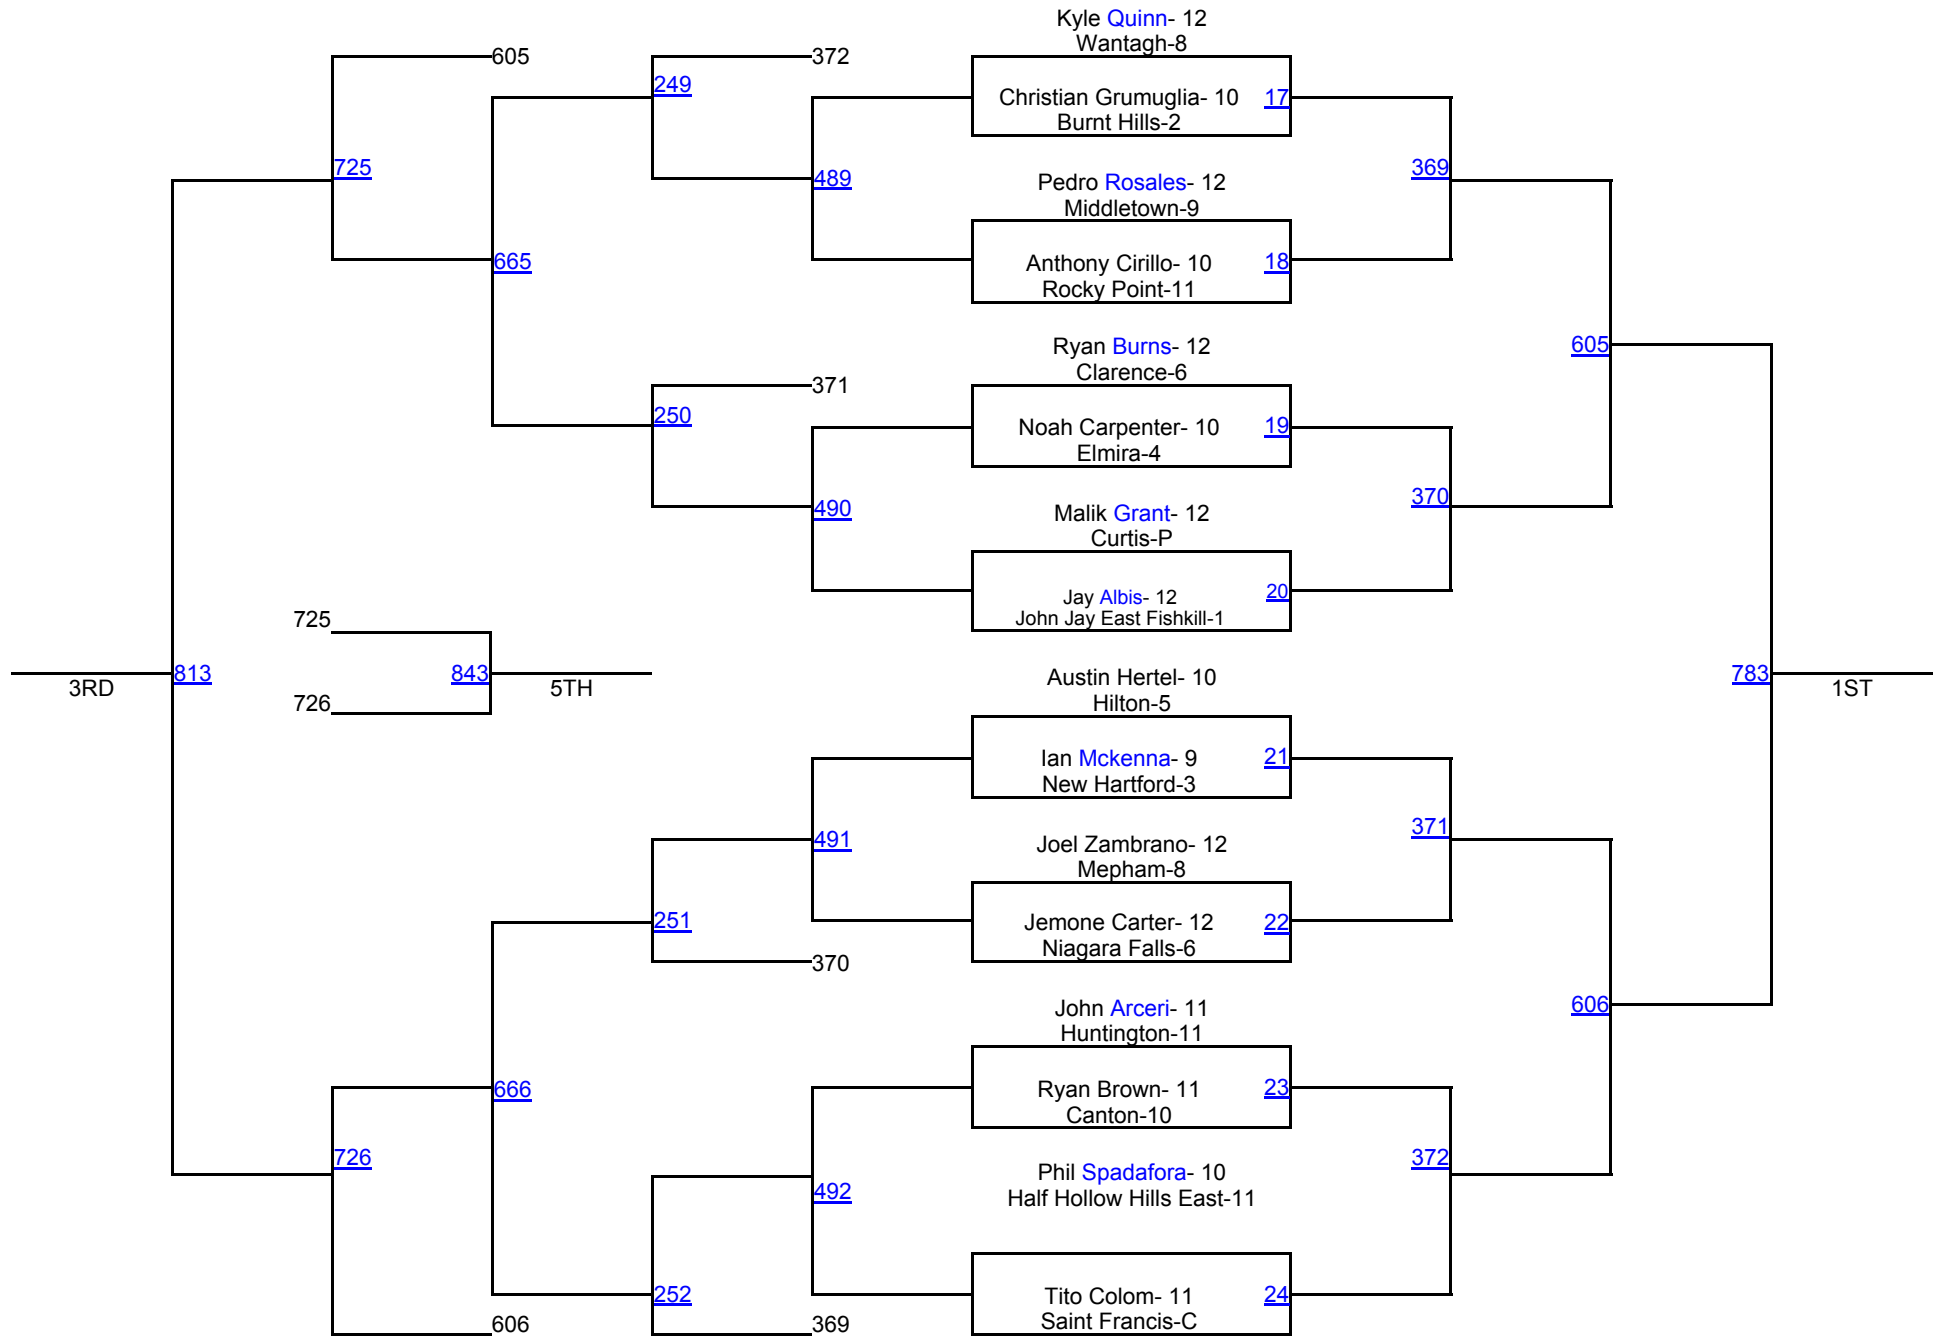 Kyle Quinn- 12
Wantagh-8
605
372
249
Christian Grumuglia- 10
17
Burnt Hills-2
725
489
Pedro Rosales- 12
369
Middletown-9
665
Anthony Cirillo- 10
18
Rocky Point-11
Ryan Burns- 12
605
Clarence-6
371
250
Noah Carpenter- 10
19
Elmira-4
490
Malik Grant- 12
370
Curtis-P
Jay Albis- 12
20
John Jay East Fishkill-1
725
813
843
Austin Hertel- 10
783
3RD
5TH
1ST
726
Hilton-5
Ian Mckenna- 9
21
New Hartford-3
491
Joel Zambrano- 12
371
Mepham-8
251
Jemone Carter- 12
22
Niagara Falls-6
370
John Arceri- 11
606
Huntington-11
666
Ryan Brown- 11
23
Canton-10
726
Phil Spadafora- 10
372
492
Half Hollow Hills East-11
252
Tito Colom- 11
24
Saint Francis-C
606
369